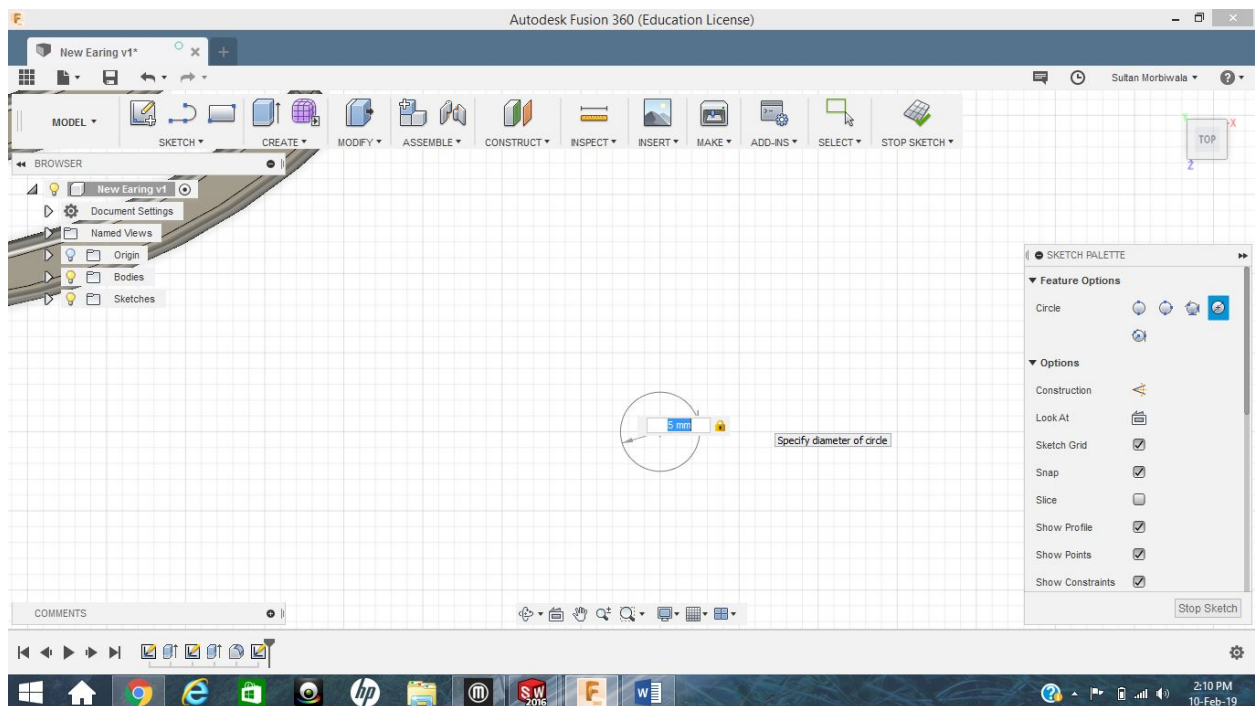 F
Autodesk Fusion 360 (Education License)
New Earing v1*
Sultan Morbiwala
?
MODEL
SKETCH
CREATE
MODIFY
ASSEMBLE
CONSTRUCT
INSPECT
INSERT
MAKE
ADD-INS
SELECT
STOP SKETCH
X
TOP
Z
BROWSER
New Earing v1
Document Settings
Named Views
Origin
Bodies
Sketches
SKETCH PALETTE
Feature Options
Circle
Options
Construction
Look At
Sketch Grid
Snap
Slice
Show Profile
Show Points
Show Constraints
Stop Sketch
5 mm
Specify diameter of circle
COMMENTS
hp
SW
2016
F
W
2:10 PM
10-Feb-19